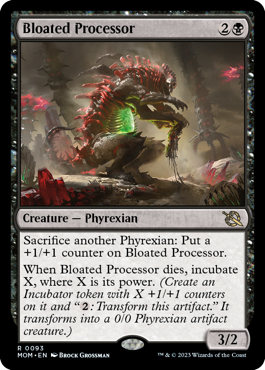 Bloated Processor 2
Creature — Phyrexian
Sacrifice another Phyrexian: Put a
+1/+1 counter on Bloated Processor.
When Bloated Processor dies, incubate
X, where X is its power. (Create an
Incubator token with X +1/+1 counters
on it and “2: Transform this artifact.” It
transforms into a 0/0 Phyrexian artifact
creature.)
3/2
R 0093
MOM • EN BROCK GROSSMAN
™ & © 2023 Wizards of the Coast